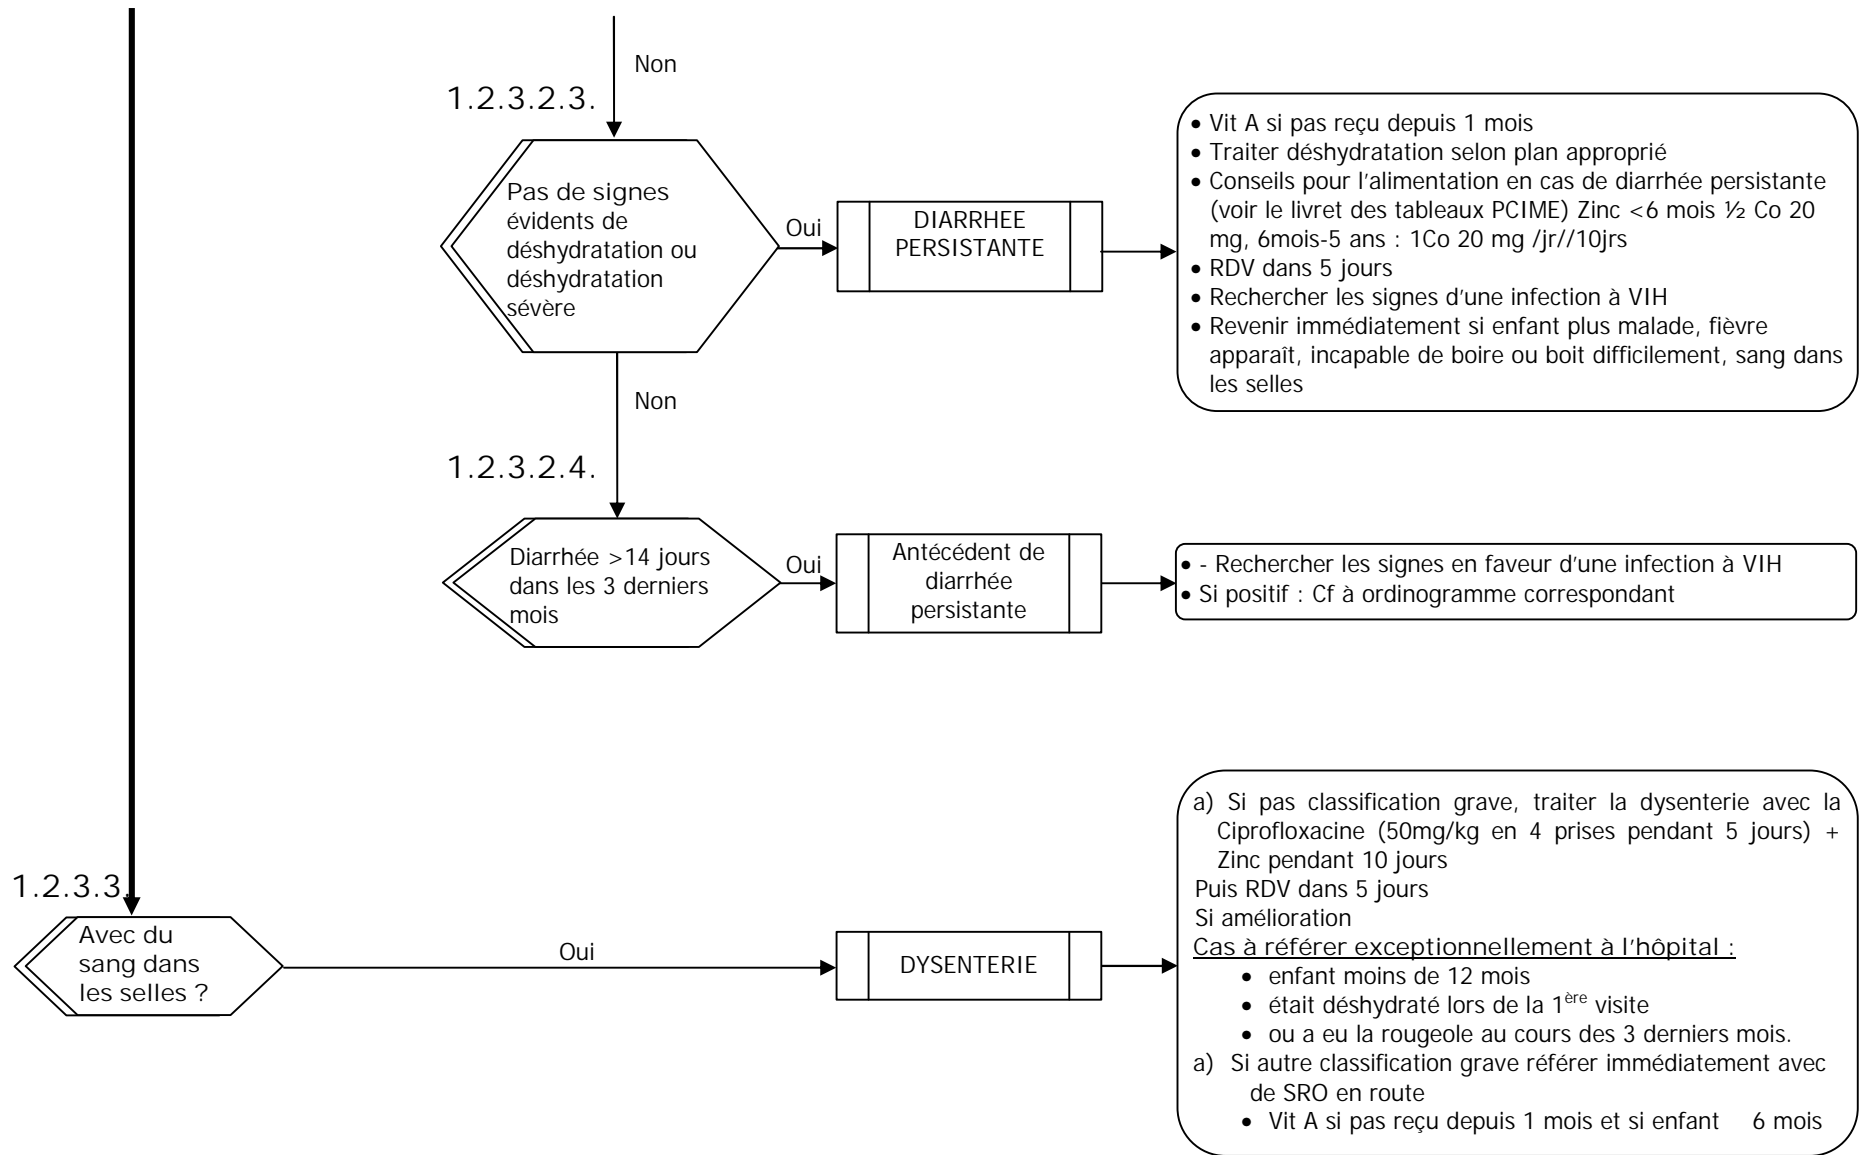 Non
1.2.3.2.3.
Pas de signes
évidents de
déshydratation ou
déshydratation
sévère
Oui
DIARRHEE
PERSISTANTE
• Vit A si pas reçu depuis 1 mois
• Traiter déshydratation selon plan approprié
• Conseils pour l'alimentation en cas de diarrhée persistante
(voir le livret des tableaux PCIME) Zinc <6 mois ½ Co 20
mg, 6mois-5 ans : 1Co 20 mg /jr//10jrs
• RDV dans 5 jours
• Rechercher les signes d'une infection à VIH
• Revenir immédiatement si enfant plus malade, fièvre
apparaît, incapable de boire ou boit difficilement, sang dans
les selles
Non
1.2.3.2.4.
Diarrhée >14 jours
dans les 3 derniers
mois
Oui
Antécédent de
diarrhée
persistante
• - Rechercher les signes en faveur d'une infection à VIH
• Si positif : Cf à ordinogramme correspondant
1.2.3.3.
Avec du
sang dans
les selles ?
Oui
DYSENTERIE
a) Si pas classification grave, traiter la dysenterie avec la
Ciprofloxacine (50mg/kg en 4 prises pendant 5 jours) +
Zinc pendant 10 jours
Puis RDV dans 5 jours
Si amélioration
Cas à référer exceptionnellement à l'hôpital :
• enfant moins de 12 mois
• était déshydraté lors de la 1ère visite
• ou a eu la rougeole au cours des 3 derniers mois.
a) Si autre classification grave référer immédiatement avec
de SRO en route
• Vit A si pas reçu depuis 1 mois et si enfant 6 mois